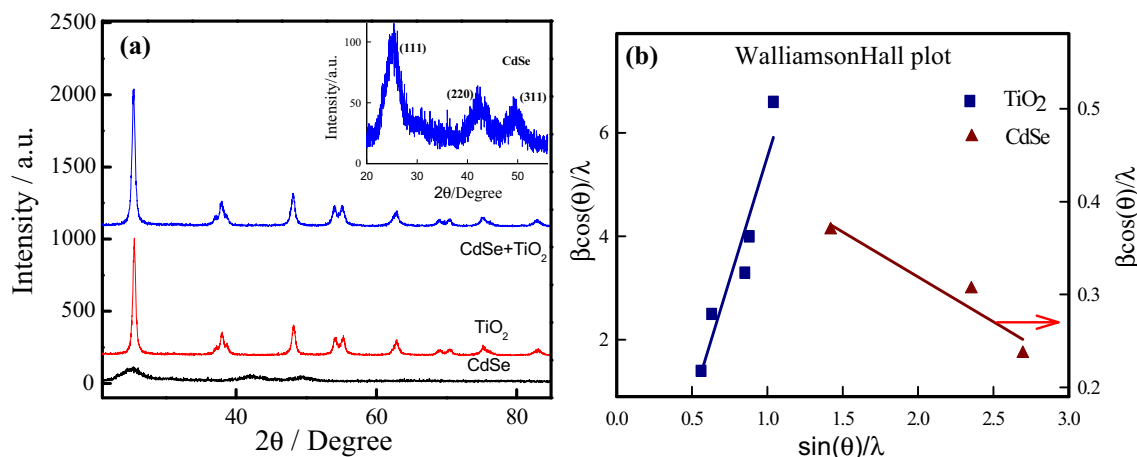 (a)
2500
2000
1500
1000
500
0
Intensity / a.u.
40
60
80
2θ / Degree
CdSe+TiO2
TiO2
CdSe
100
50
0
Intensity/a.u.
(111)
CdSe
(220)
(311)
20
30
40
50
2θ/Degree
(b)
WalliamsonHall plot
TiO2
CdSe
6
4
2
βcos(θ)/λ
0.5
0.4
0.3
0.2
βcos(θ)/λ
0.0
0.5
1.0
1.5
2.0
2.5
3.0
sin(θ)/λ